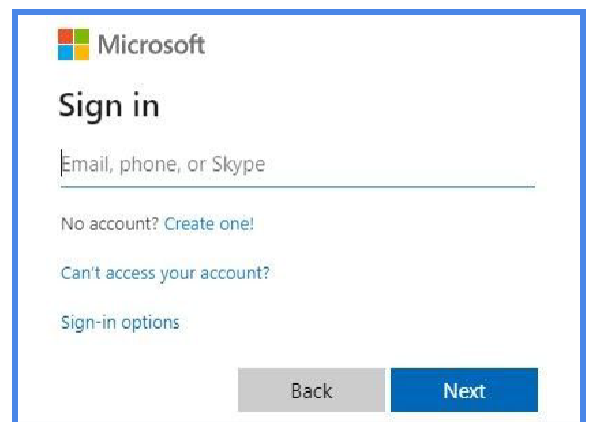 Microsoft
Sign in
Email, phone, or Skype
No account? Create one!
Can't access your account?
Sign-in options
Back Next